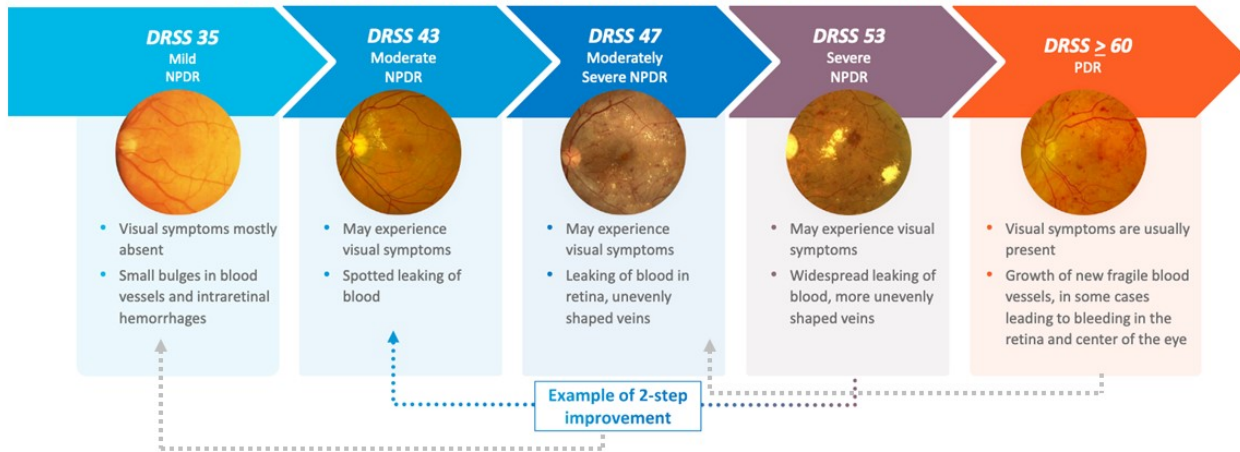 DRSS 35
Mild
NPDR
DRSS 43
Moderate
NPDR
DRSS 47
Moderately
Severe NPDR
DRSS 53
Severe
NPDR
DRSS ≥ 60
PDR
• Visual symptoms mostly
absent
• Small bulges in blood
vessels and intraretinal
hemorrhages
• May experience
visual symptoms
• Spotted leaking of
blood
• May experience
visual symptoms
• Leaking of blood in
retina, unevenly
shaped veins
• May experience visual
symptoms
• Widespread leaking of
blood, more unevenly
shaped veins
• Visual symptoms are usually
present
• Growth of new fragile blood
vessels, in some cases
leading to bleeding in the
retina and center of the eye
Example of 2-step
improvement